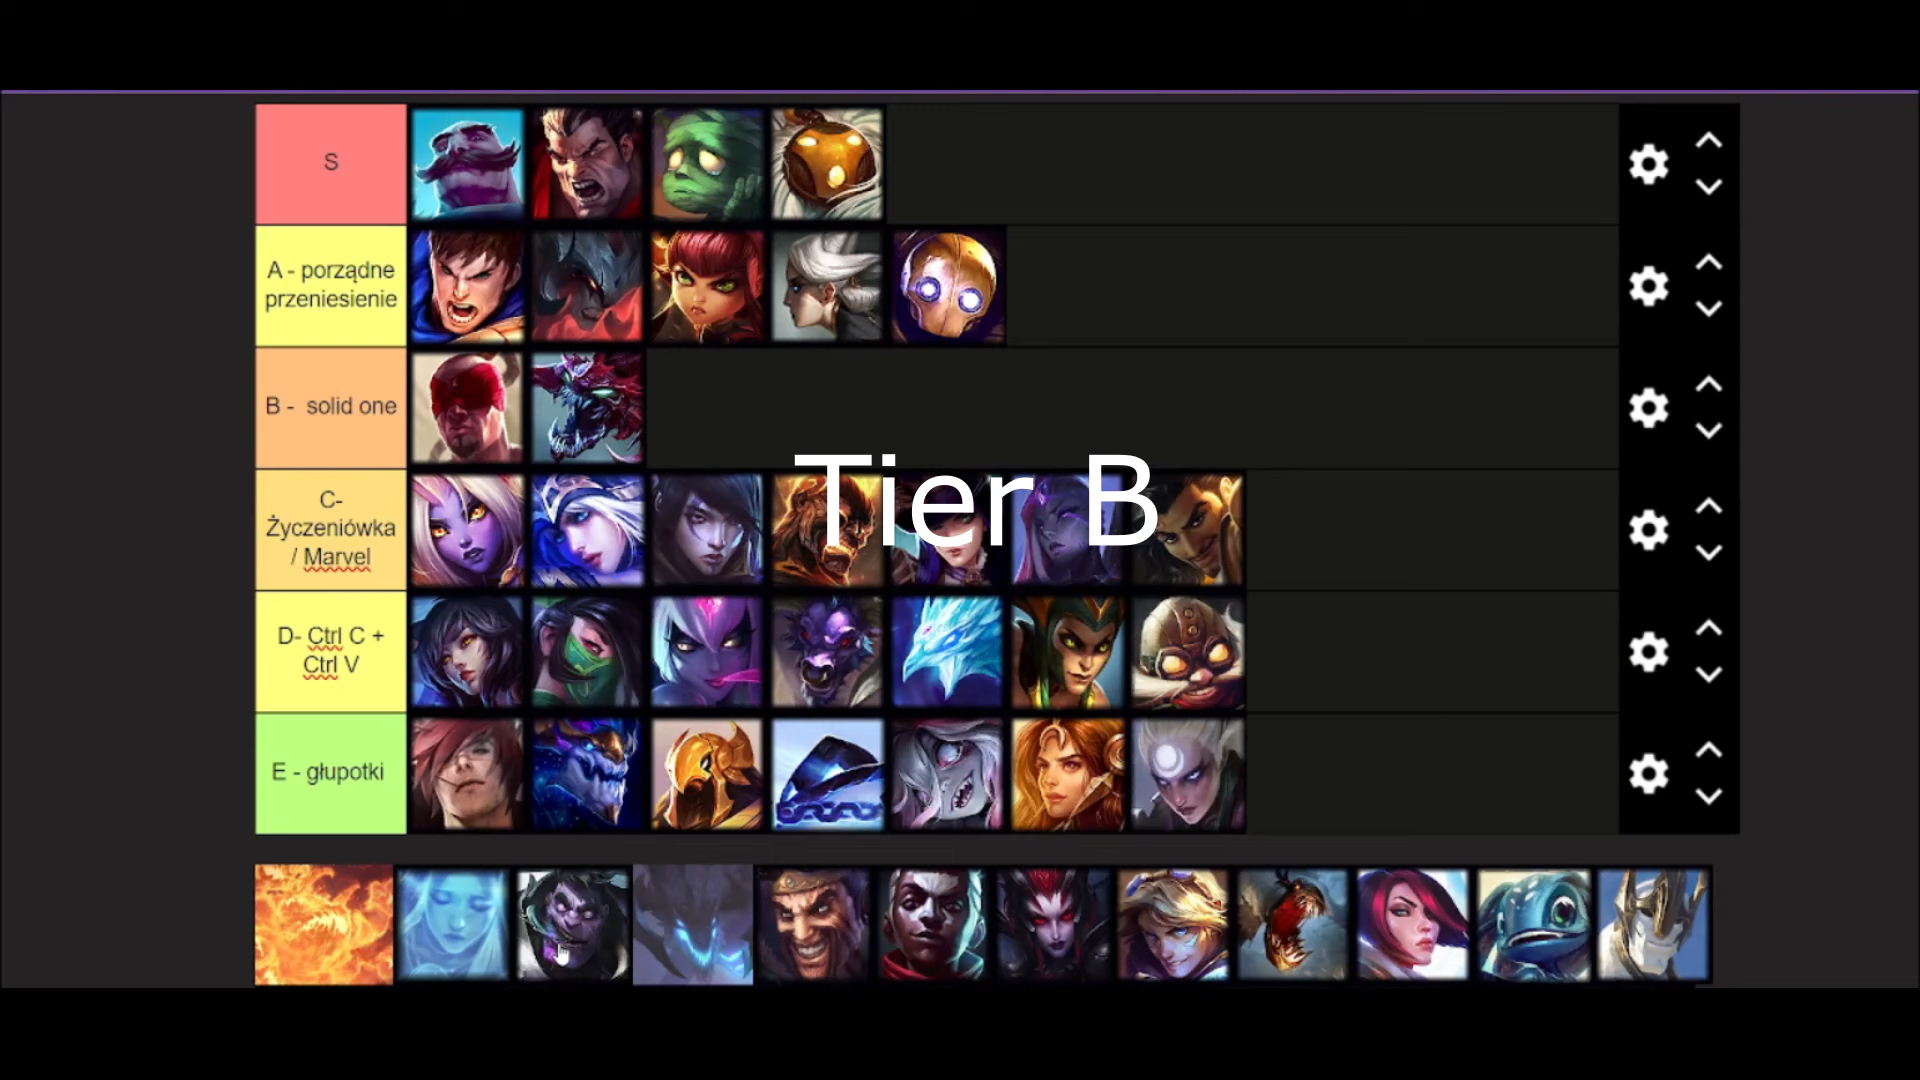 S
A - porządne
przeniesienie
B - solid one
Tier B
C-
Życzeniówka
/ Marvel
D- Ctrl C +
Ctrl V
E - głupotki